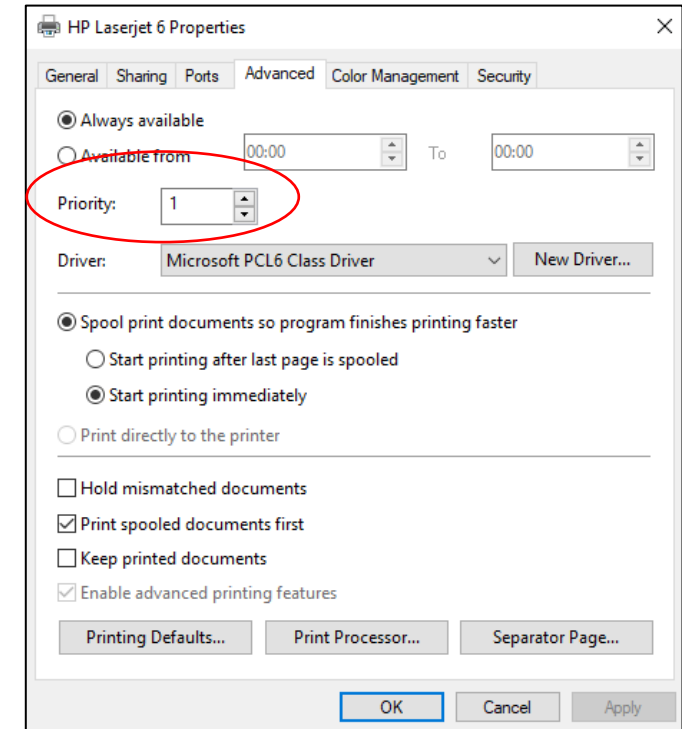 HP Laserjet 6 Properties
General Sharing Ports Advanced Color Management Security
Always available
Available from 00:00 To 00:00
Priority: 1
Driver: Microsoft PCL6 Class Driver New Driver...
Spool print documents so program finishes printing faster
Start printing after last page is spooled
Start printing immediately
Print directly to the printer
Hold mismatched documents
Print spooled documents first
Keep printed documents
Enable advanced printing features
Printing Defaults... Print Processor... Separator Page...
OK Cancel Apply